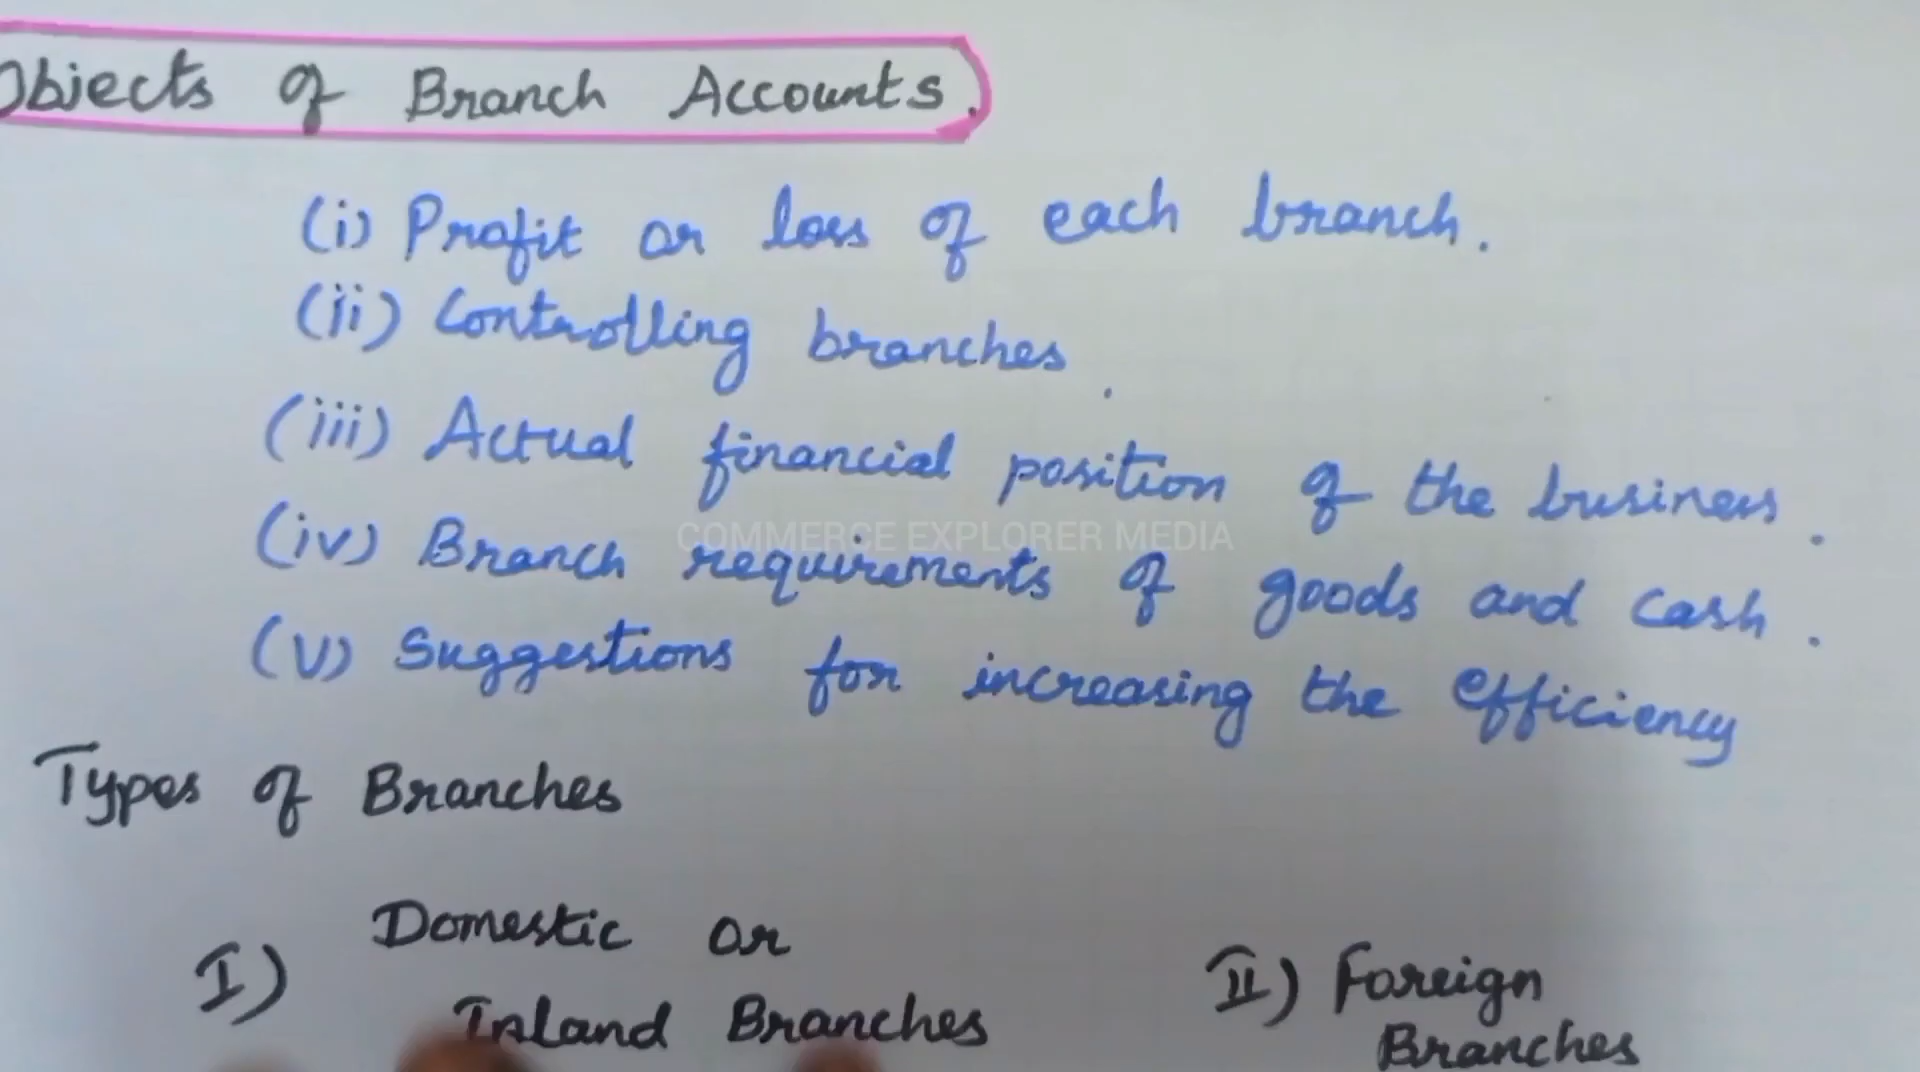 Objects of Branch Accounts.
(i) Profit or loss of each branch.
(ii) Controlling branches.
(iii) Actual financial position of the business.
COMMERCE EXPLORER MEDIA
(iv) Branch requirements of goods and cash.
(v) Suggestions for increasing the efficiency
Types of Branches
I) Domestic or
Inland Branches
II) Foreign
Branches